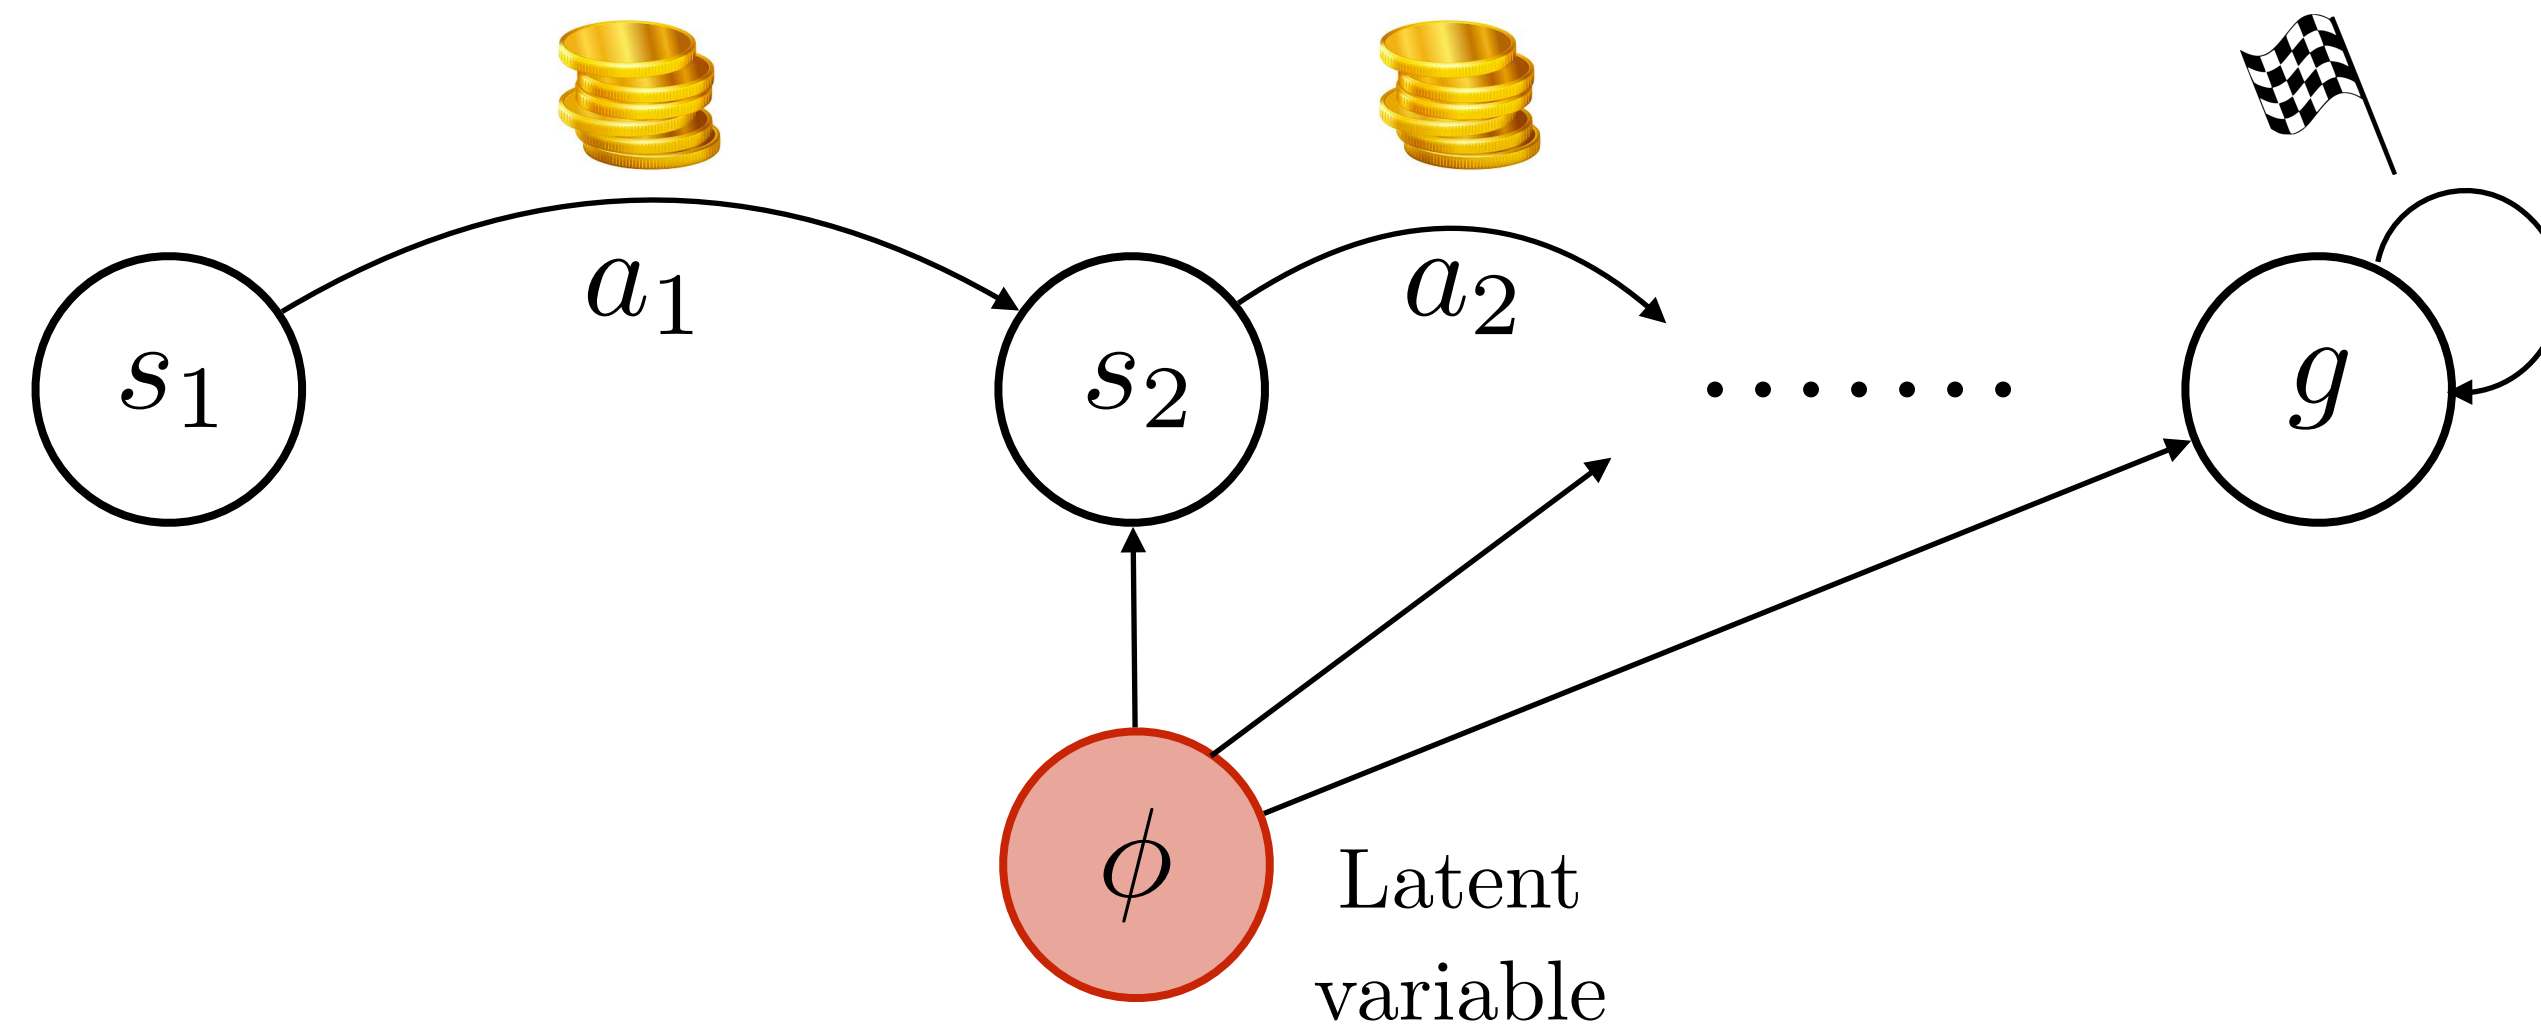 a₁ a₂
s₁ s₂ ....... g
ϕ
Latent
variable